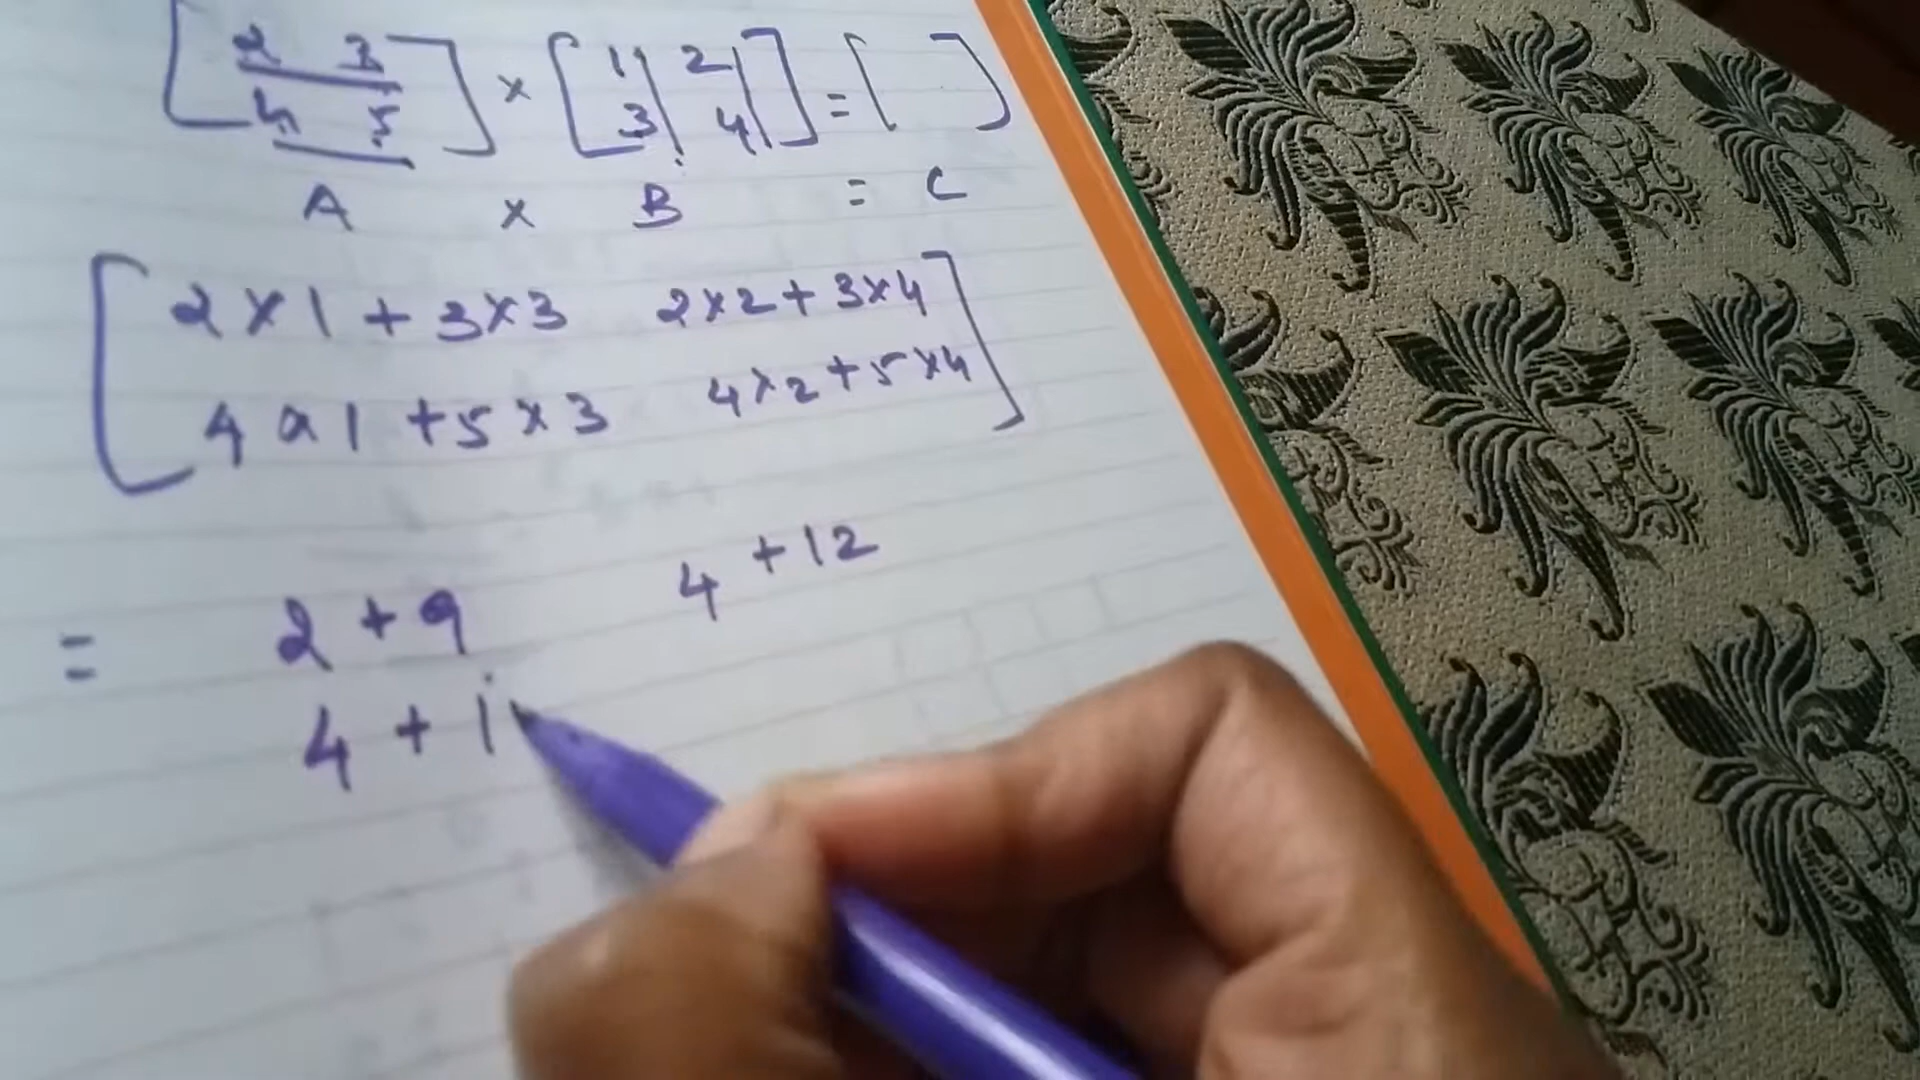 [2 3 4 5] × [1 2 3 4] = [ ]
A × B = C
[2×1+3×3 2×2+3×4
4×1+5×3 4×2+5×4]
= 2+9 4+12
4+1